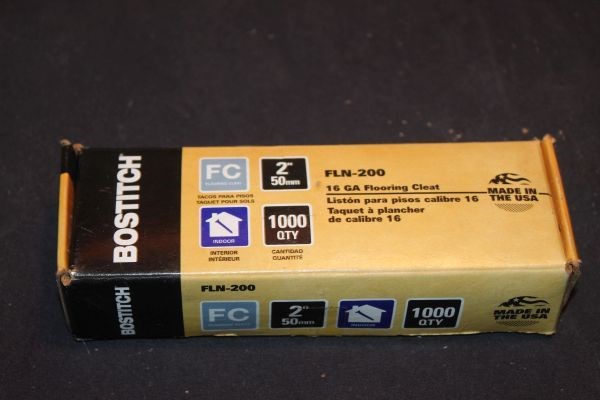 BOSTITCH
FC
TACOS PARA PISOS
TAQUET POUR SOLS
2"
50mm
INDOOR
INTERIOR
INTÉRIEUR
1000
QTY
CANTIDAD
QUANTITÉ
FLN-200
16 GA Flooring Cleat
Listón para pisos calibre 16
Taquet à plancher
de calibre 16
MADE IN
THE USA
BOSTITCH
FLN-200
FC
2"
50mm
INDOOR
1000
QTY
MADE IN
THE USA